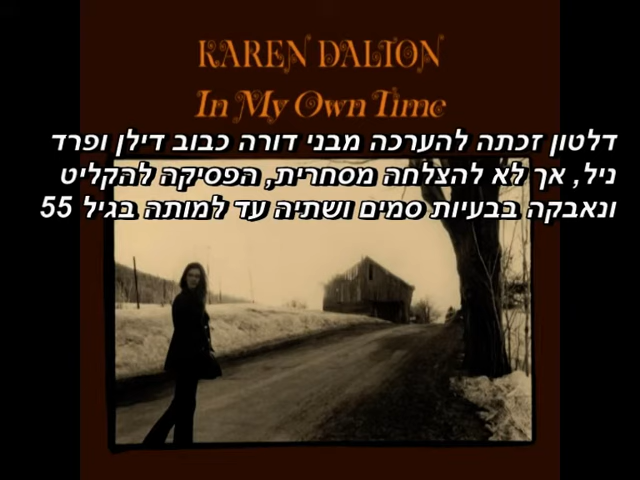 KAREN DALTON
In My Own Time
דלטון זכתה להערכה מבני דורה כבוב דילן ופרד
ניל, אך לא להצלחה מסחרית, הפסיקה להקליט
ונאבקה בבעיות סמים ושתיה עד למותה בגיל 55